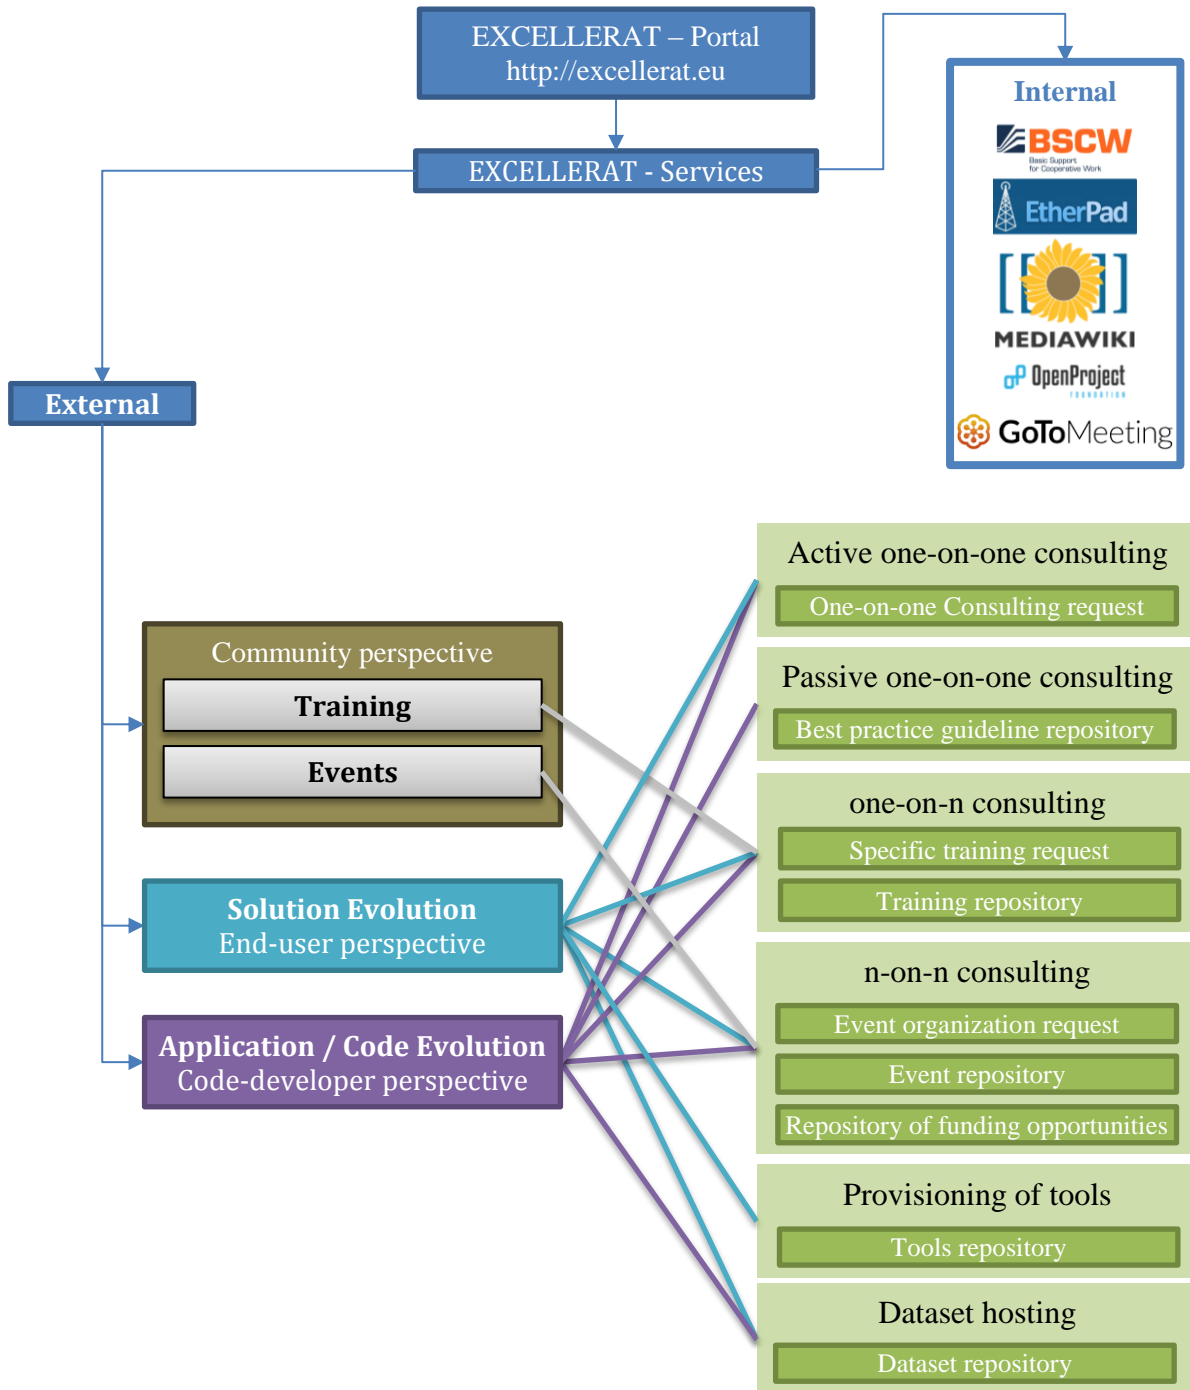 EXCELLERAT – Portal
http://excellerat.eu
EXCELLERAT - Services
Internal
BSCW
Basic Support
for Cooperative Work
EtherPad
[[ ]]
MEDIAWIKI
OpenProject
FOUNDATION
GoToMeeting
External
Community perspective
Training
Events
Solution Evolution
End-user perspective
Application / Code Evolution
Code-developer perspective
Active one-on-one consulting
One-on-one Consulting request
Passive one-on-one consulting
Best practice guideline repository
one-on-n consulting
Specific training request
Training repository
n-on-n consulting
Event organization request
Event repository
Repository of funding opportunities
Provisioning of tools
Tools repository
Dataset hosting
Dataset repository